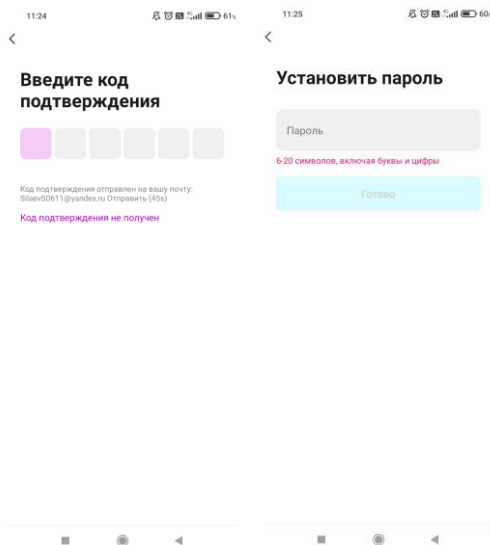 11:24
61
Введите код
подтверждения
Код подтверждения отправлен на вашу почту:
SilaevS0611@yandex.ru Отправить (45s)
Код подтверждения не получен
11:25
60
Установить пароль
Пароль
6-20 символов, включая буквы и цифры
Готово